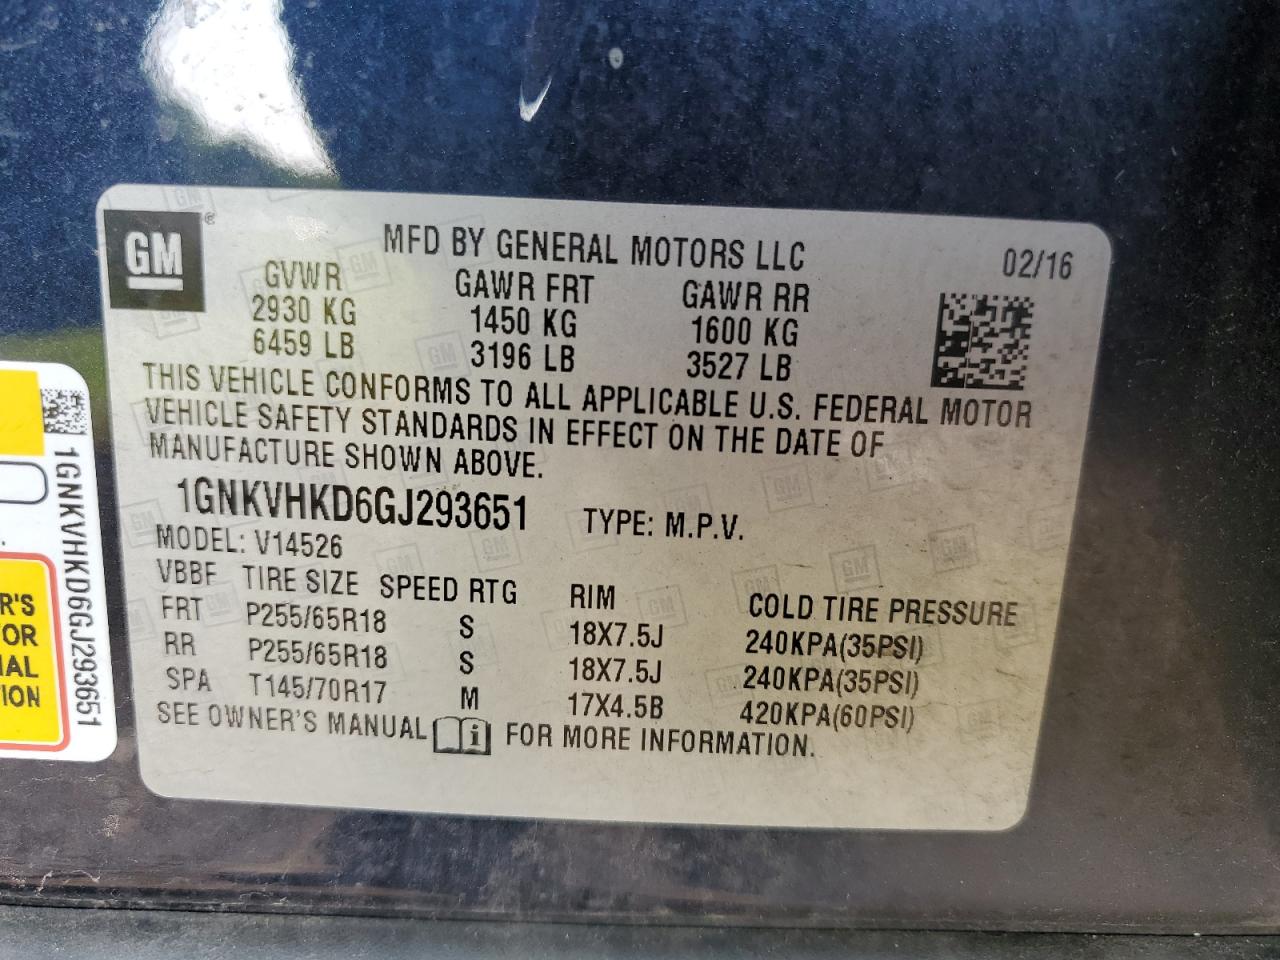 GM
®
MFD BY GENERAL MOTORS LLC
02/16
GVWR GAWR FRT GAWR RR
2930 KG 1450 KG 1600 KG
6459 LB 3196 LB 3527 LB
THIS VEHICLE CONFORMS TO ALL APPLICABLE U.S. FEDERAL MOTOR
VEHICLE SAFETY STANDARDS IN EFFECT ON THE DATE OF
MANUFACTURE SHOWN ABOVE.
1GNKVHKD6GJ293651 TYPE: M.P.V.
MODEL: V14526
VBBF TIRE SIZE SPEED RTG RIM COLD TIRE PRESSURE
FRT P255/65R18 S 18X7.5J 240KPA(35PSI)
RR P255/65R18 S 18X7.5J 240KPA(35PSI)
SPA T145/70R17 M 17X4.5B 420KPA(60PSI)
SEE OWNER'S MANUAL i FOR MORE INFORMATION.
1GNKVHKD6GJ293651
R'S
OR
IAL
ION